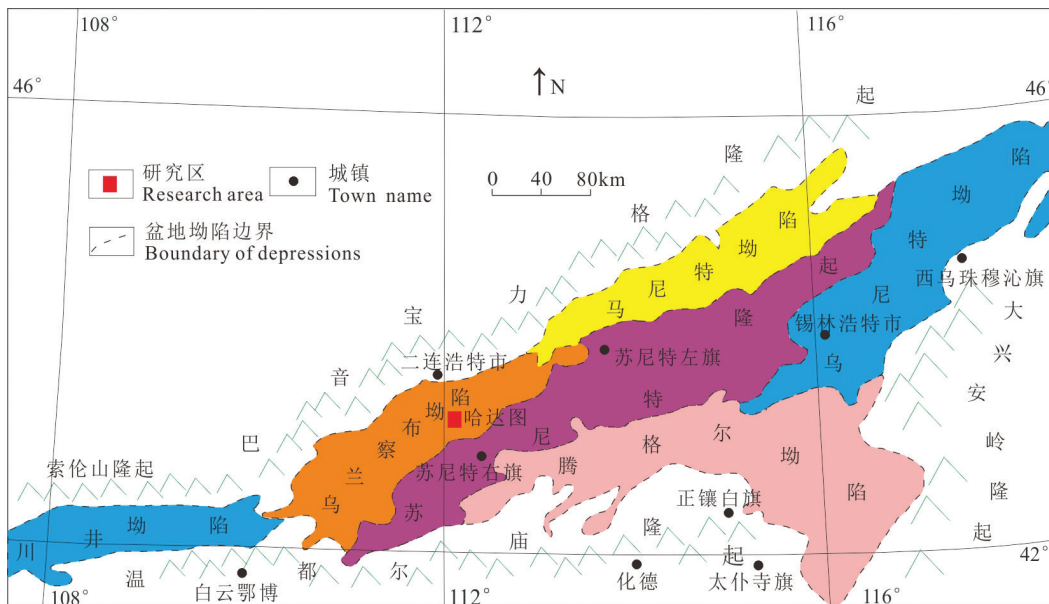 108°
112°
116°
46°
46°
N
研究区
Research area
城镇
Town name
盆地坳陷边界
Boundary of depressions
0 40 80km
巴音宝力格隆起
马尼特坳陷
乌尼特坳陷
西乌珠穆沁旗
锡林浩特市
大兴安岭隆起
二连浩特市
苏尼特左旗
乌兰察布坳陷
哈达图
苏尼特隆起
苏尼特右旗
腾格尔坳陷
索伦山隆起
川井坳陷
正镶白旗
温都尔庙隆起
白云鄂博
化德
太仆寺旗
42°
108°
112°
116°